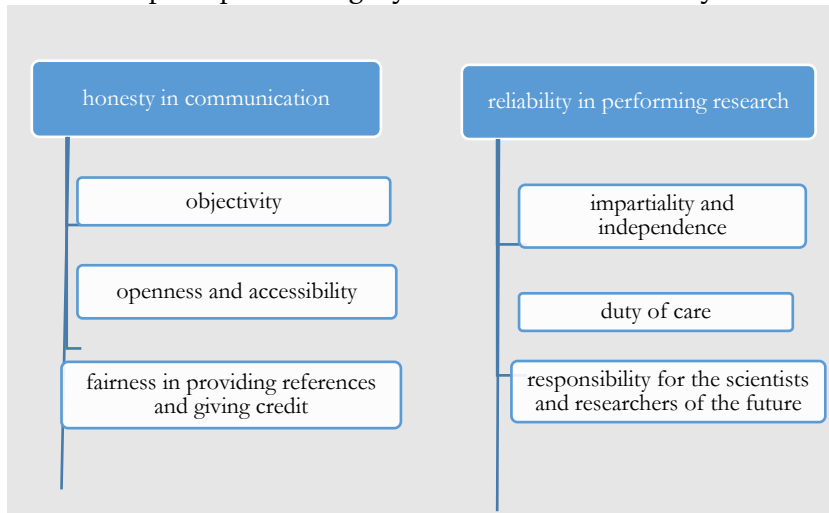 honesty in communication
objectivity
openness and accessibility
fairness in providing references
and giving credit
reliability in performing research
impartiality and
independence
duty of care
responsibility for the scientists
and researchers of the future